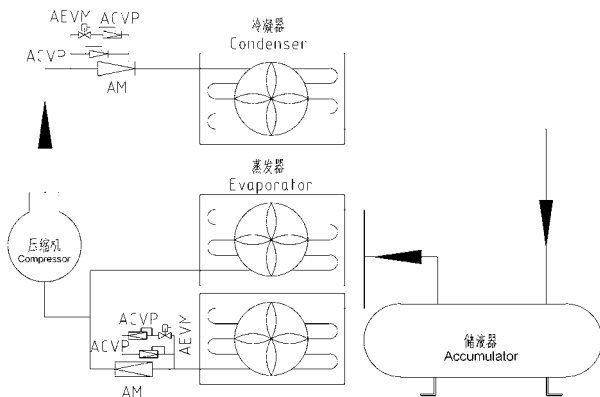 AEVM ACVP
ACVP
AM
冷凝器
Condenser
蒸发器
Evaporator
压缩机
Compressor
ACVP
ACVP
AEVM
AM
储液器
Accumulator